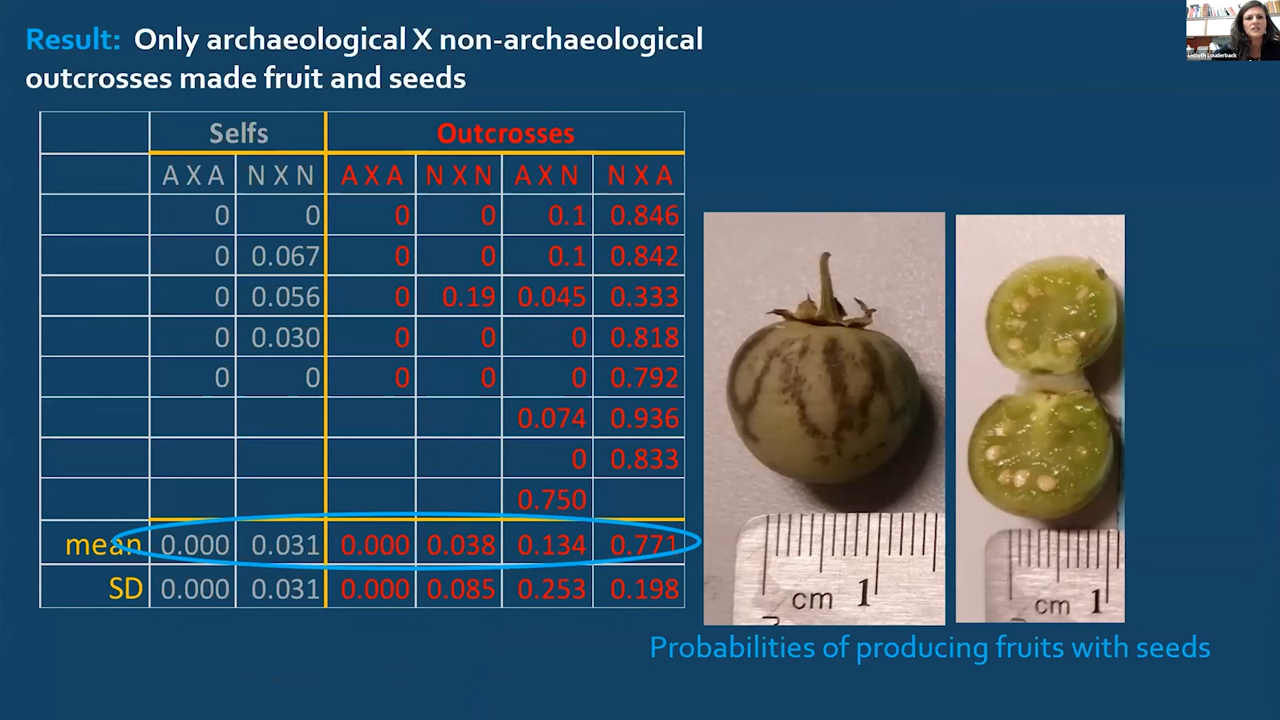 Result: Only archaeological X non-archaeological
outcrosses made fruit and seeds
Selfs Outcrosses
A X A N X N A X A N X N A X N N X A
0 0 0 0 0.1 0.846
0 0.067 0 0 0.1 0.842
0 0.056 0 0.19 0.045 0.333
0 0.030 0 0 0 0.818
0 0 0 0 0 0.792
0.074 0.936
0 0.833
0.750
mean 0.000 0.031 0.000 0.038 0.134 0.771
SD 0.000 0.031 0.000 0.085 0.253 0.198
cm 1
cm 1
Probabilities of producing fruits with seeds